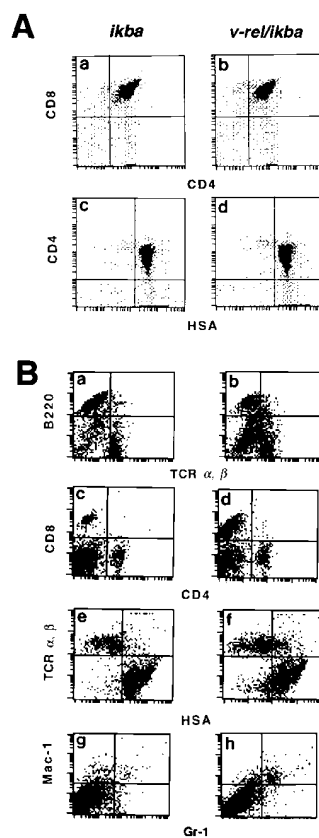 A
ikba v-rel/ikba
a b
CD8
CD4
c d
CD4
HSA
B
a b
B220
TCR α, β
c d
CD8
CD4
e f
TCR α, β
HSA
g h
Mac-1
Gr-1